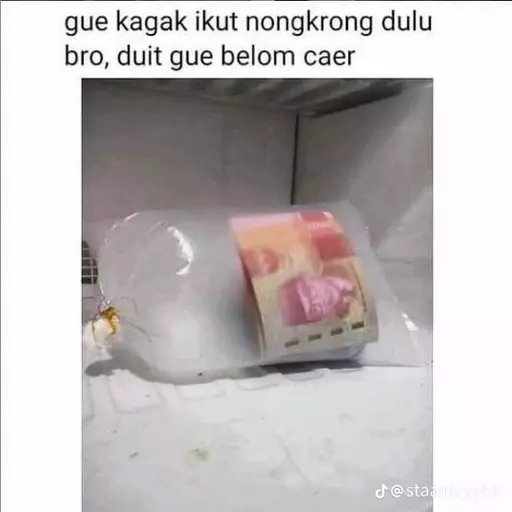 gue kagak ikut nongkrong dulu
bro, duit gue belom caer